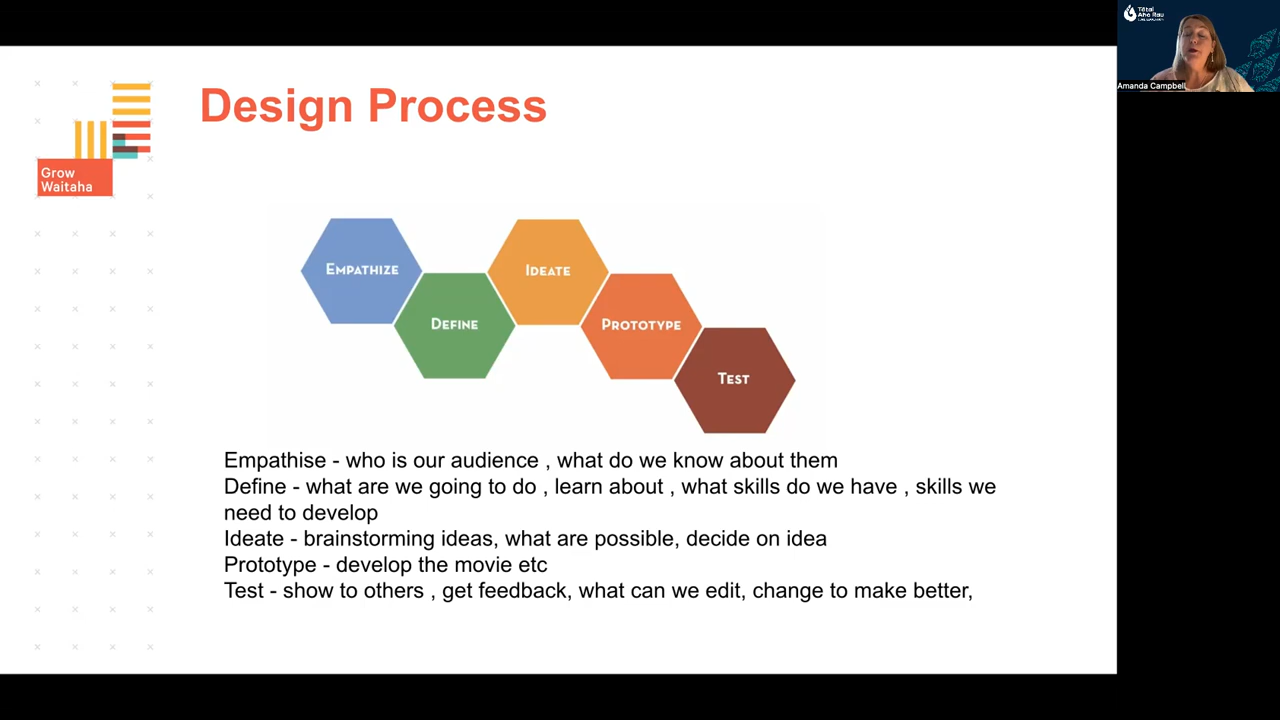 Design Process
Grow
Waitaha
EMPATHIZE
DEFINE
IDEATE
PROTOTYPE
TEST
Empathise - who is our audience , what do we know about them
Define - what are we going to do , learn about , what skills do we have , skills we
need to develop
Ideate - brainstorming ideas, what are possible, decide on idea
Prototype - develop the movie etc
Test - show to others , get feedback, what can we edit, change to make better,
Tātai
Aho Rau
Amanda Campbell